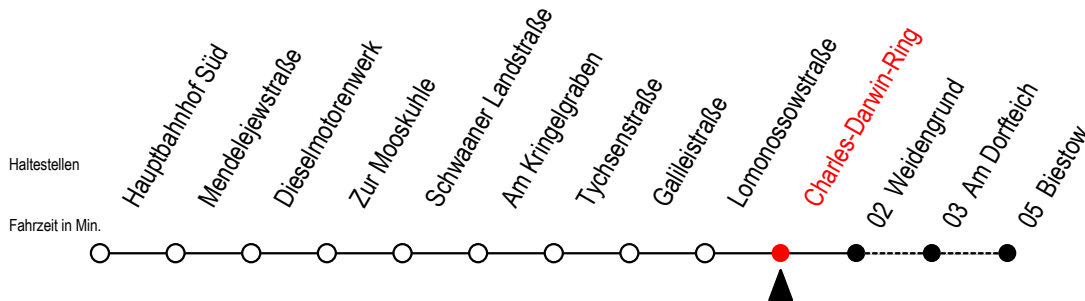 Haltestellen
Fahrzeit in Min.
Hauptbahnhof Süd
Mendelejewstraße
Dieselmotorenwerk
Zur Mooskuhle
Schwaaner Landstraße
Am Kringelgraben
Tychsenstraße
Galileistraße
Lomonossowstraße
Charles-Darwin-Ring
02 Weidengrund
03 Am Dorfteich
05 Biestow